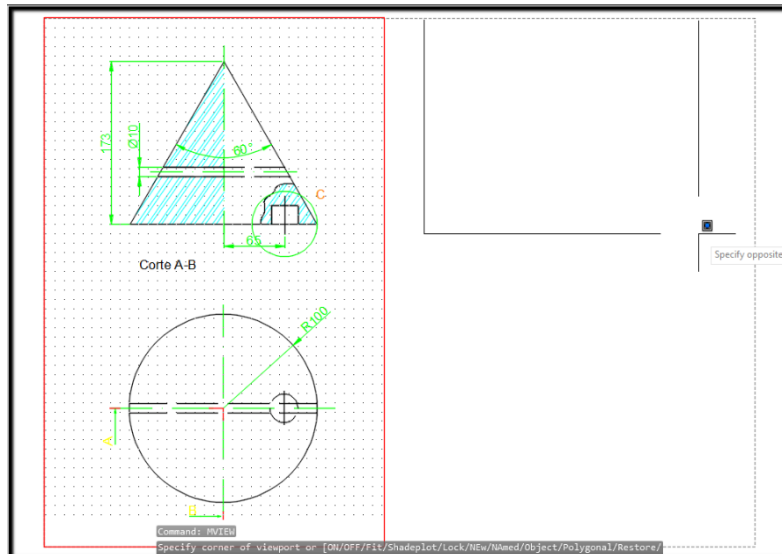 173
Ø10
60°
C
65
Corte A-B
R100
A
B
Specify opposite
Command: MVIEW
Specify corner of viewport or [ON/OFF/Fit/Shadeplot/Lock/NEw/NAmed/Object/Polygonal/Restore/